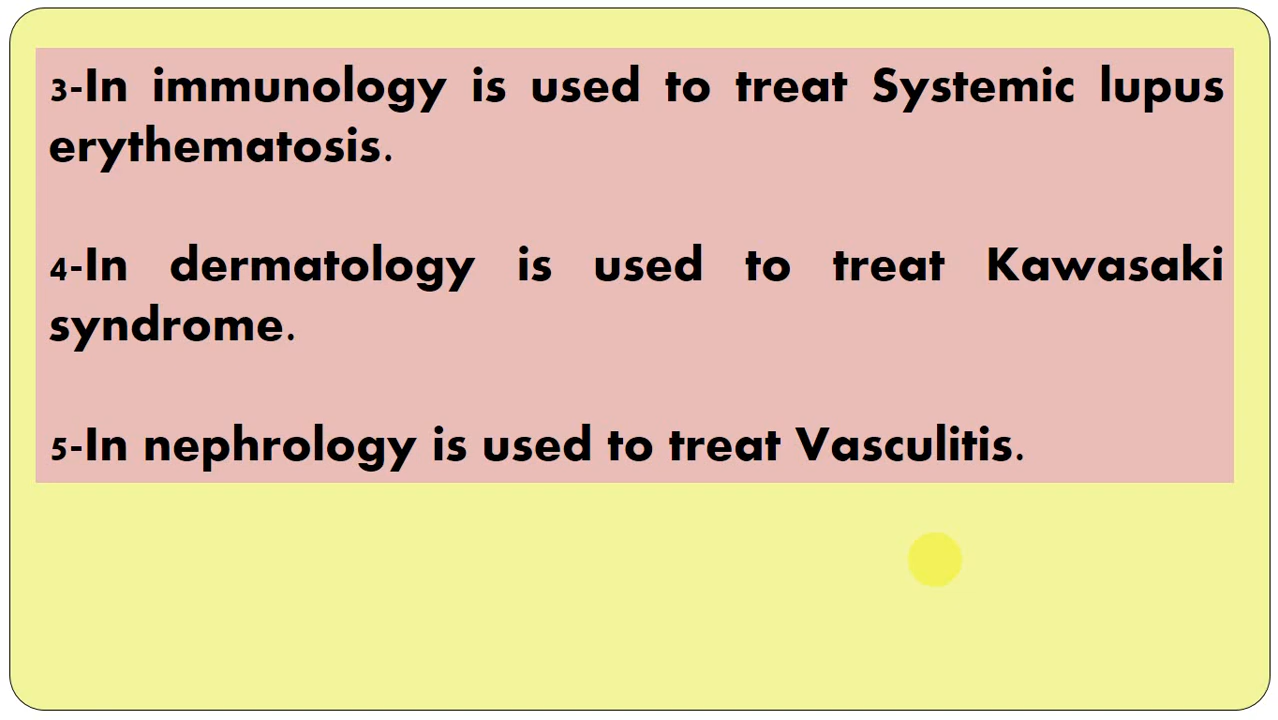 3-In immunology is used to treat Systemic lupus
erythematosis.
4-In dermatology is used to treat Kawasaki
syndrome.
5-In nephrology is used to treat Vasculitis.